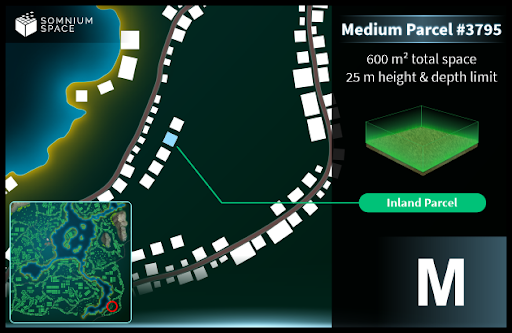 SOMNIUM
SPACE
Medium Parcel #3795
600 m² total space
25 m height & depth limit
Inland Parcel
M